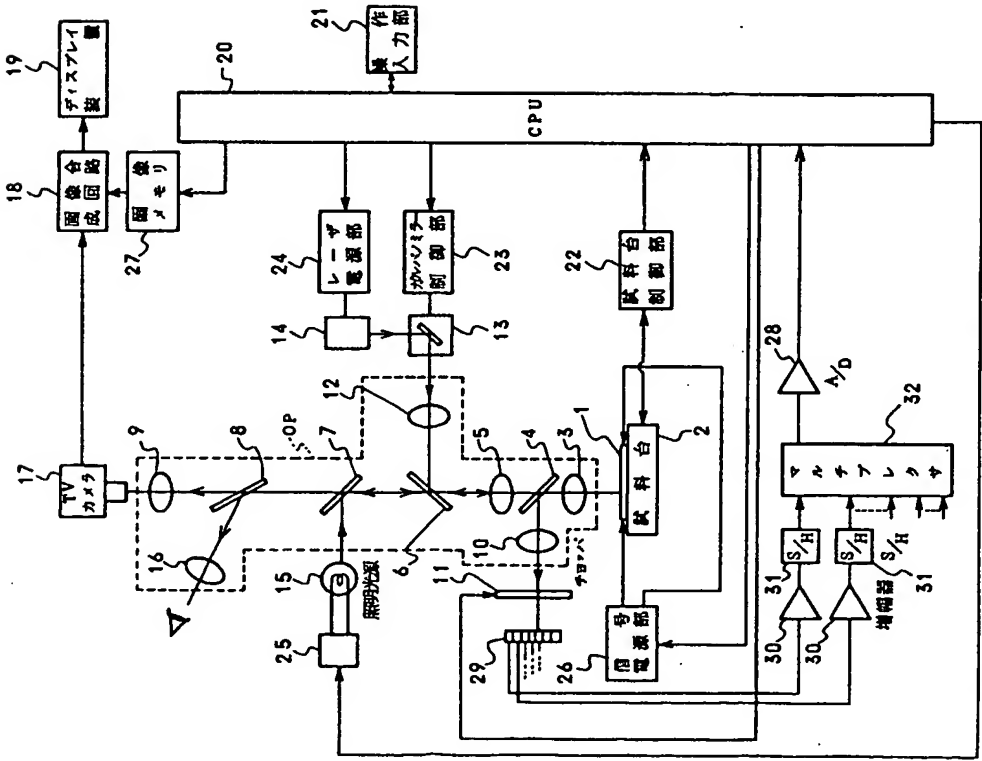 19
ディスプレイ
装置
21
操作
入力部
20
CPU
18
画像合
成回路
画像
メモリ
27
17
TV
カメラ
24
レーザ
電源部
ガルバノミラ
制御部
23
14
13
22
試料台
制御部
9
8
OP
7
12
5
1
4
3
試料台
2
16
15
照明光源
6
10
11
チョッパ
25
29
信号
電源部
26
28
A/D
32
マルチプレクサ
S/H
31
S/H
S/H
31
30
30
増幅器